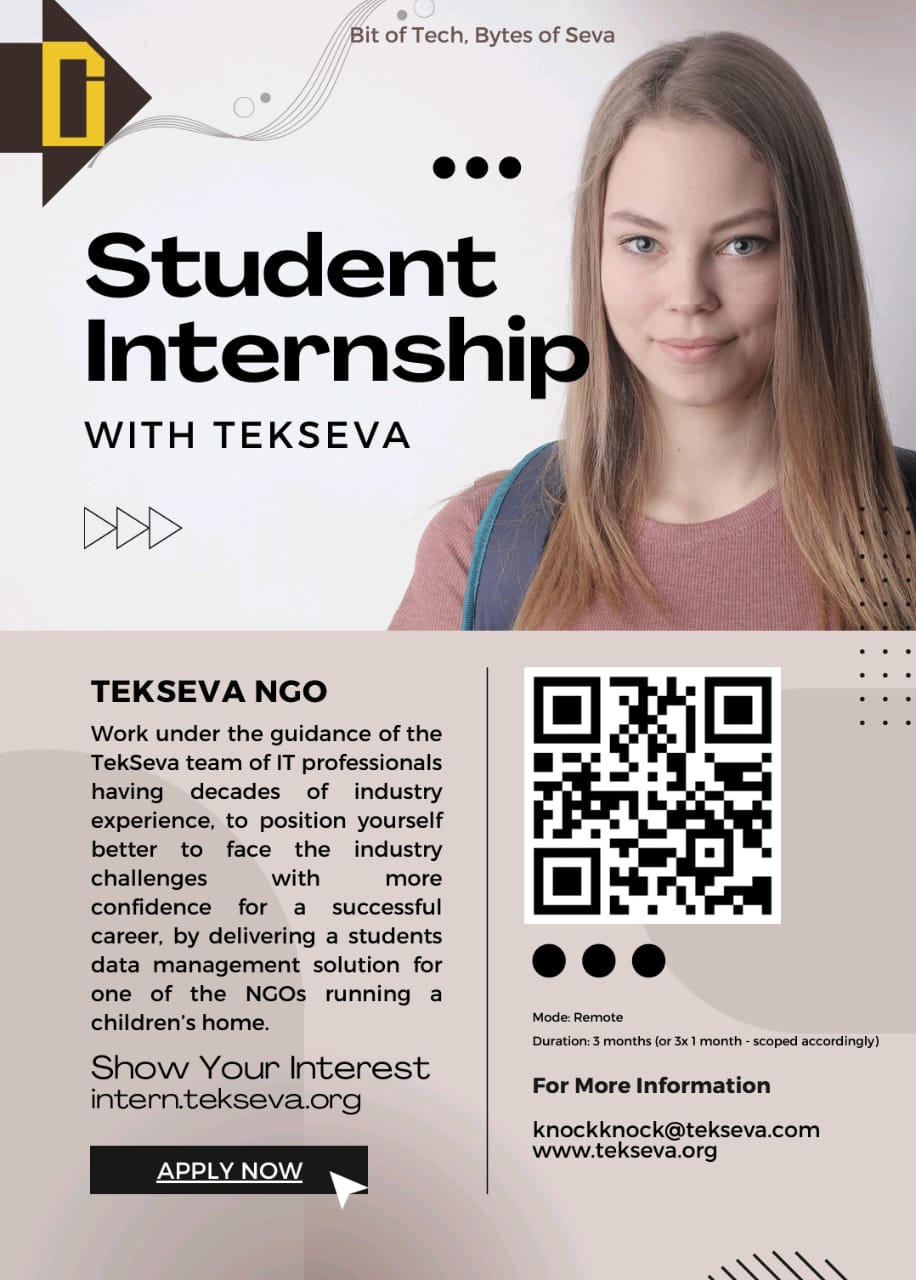 Bit of Tech, Bytes of Seva
Student
Internship
WITH TEKSEVA
TEKSEVA NGO
Work under the guidance of the
TekSeva team of IT professionals
having decades of industry
experience, to position yourself
better to face the industry
challenges with more
confidence for a successful
career, by delivering a students
data management solution for
one of the NGOs running a
children's home.
Show Your Interest
intern.tekseva.org
APPLY NOW
Mode: Remote
Duration: 3 months (or 3x 1 month - scoped accordingly)
For More Information
knockknock@tekseva.com
www.tekseva.org